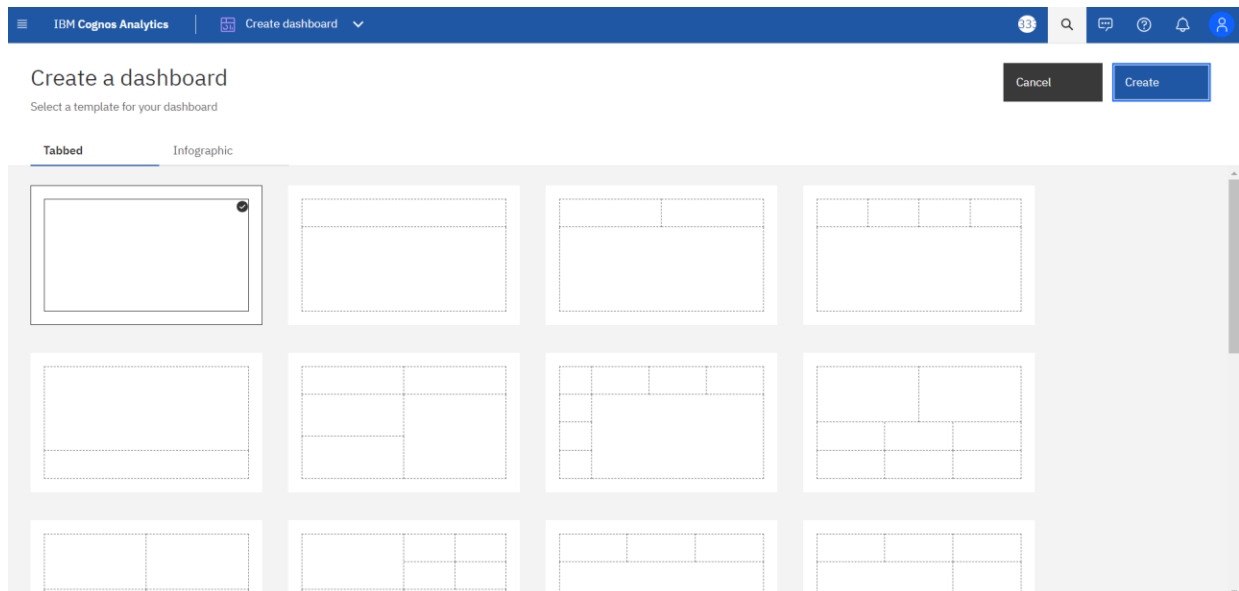 IBM Cognos Analytics
Create dashboard
Create a dashboard
Cancel
Create
Select a template for your dashboard
Tabbed
Infographic